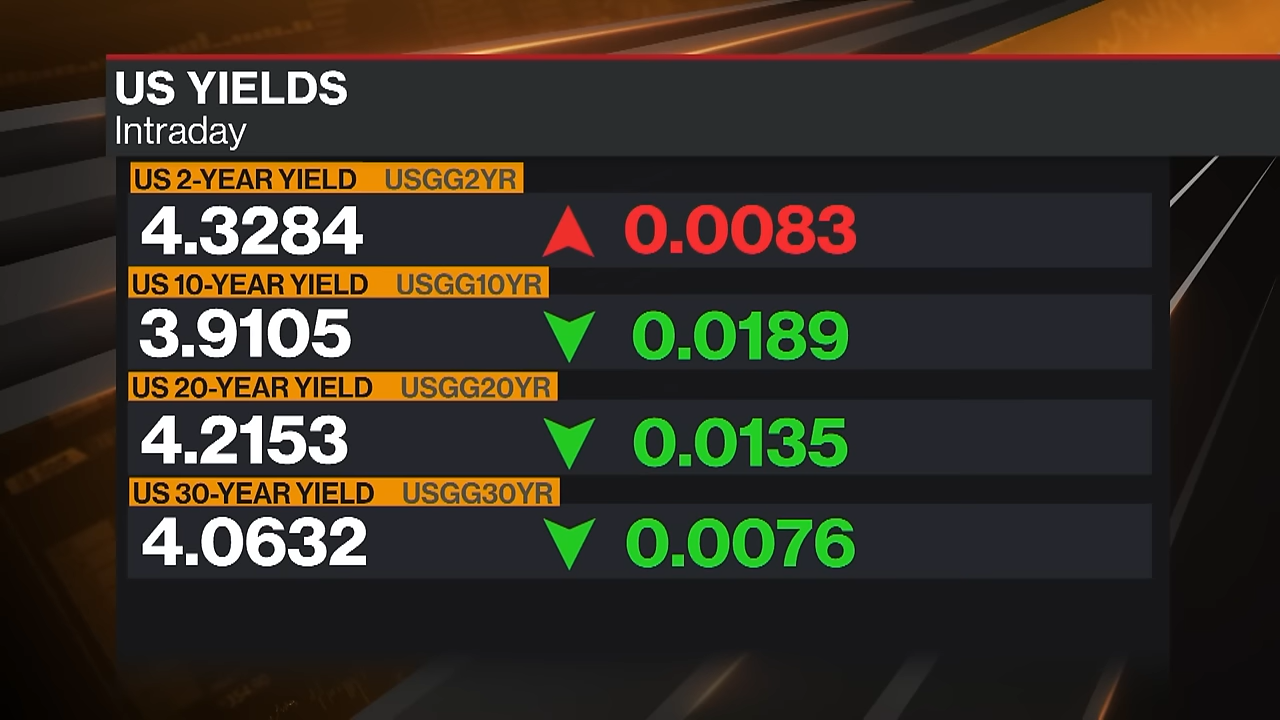 US YIELDS
Intraday
US 2-YEAR YIELD USGG2YR
4.3284 0.0083
US 10-YEAR YIELD USGG10YR
3.9105 0.0189
US 20-YEAR YIELD USGG20YR
4.2153 0.0135
US 30-YEAR YIELD USGG30YR
4.0632 0.0076